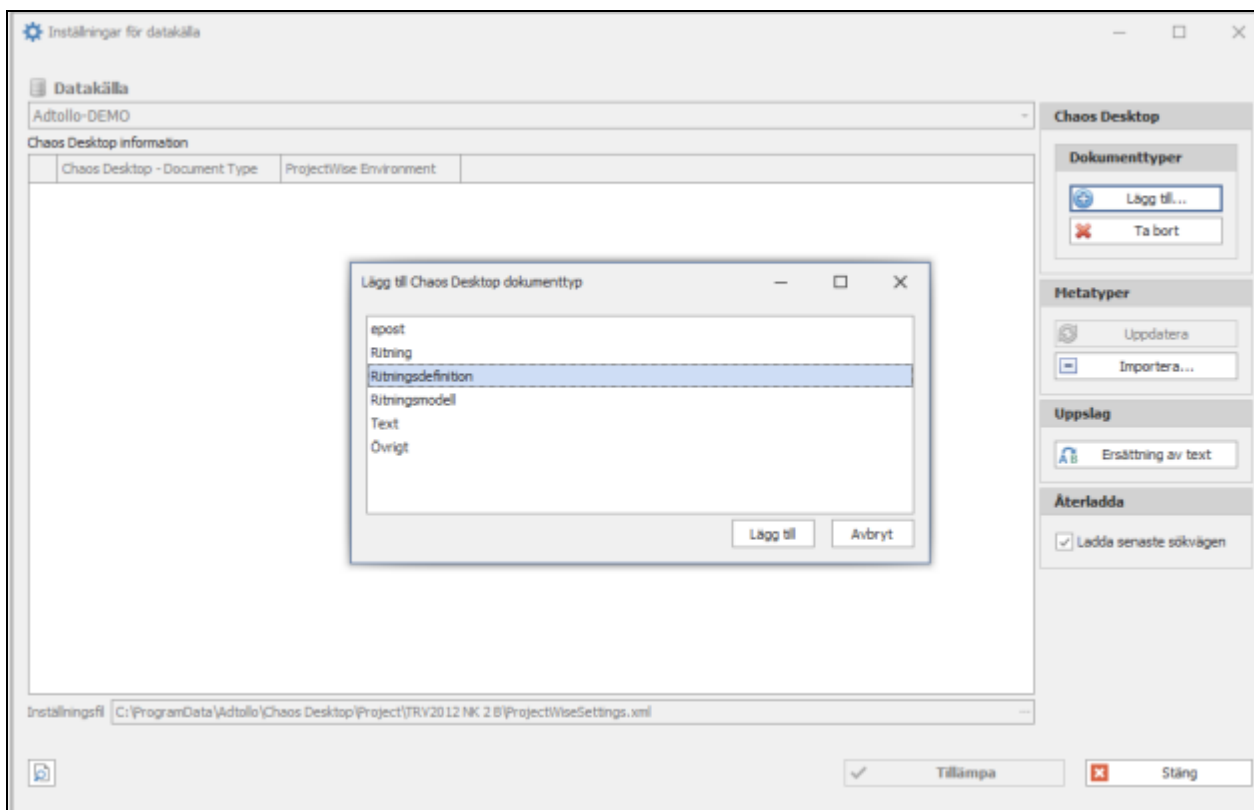 Inställningar för datakälla
Datakälla
Adtollo-DEMO
Chaos Desktop information
Chaos Desktop - Document Type ProjectWise Environment
Lägg till Chaos Desktop dokumenttyp
epost
Ritning
Ritningsdefinition
Ritningsmodell
Text
Övrigt
Lägg till Avbryt
Chaos Desktop
Dokumenttyper
Lägg till...
Ta bort
Metatyper
Uppdatera
Importera...
Uppslag
Ersättning av text
Återladda
Ladda senaste sökvägen
Inställningsfil C:\ProgramData\Adtollo\Chaos Desktop\Project\TRV2012 NK 2 B\ProjectWiseSettings.xml
Tillämpa Stäng